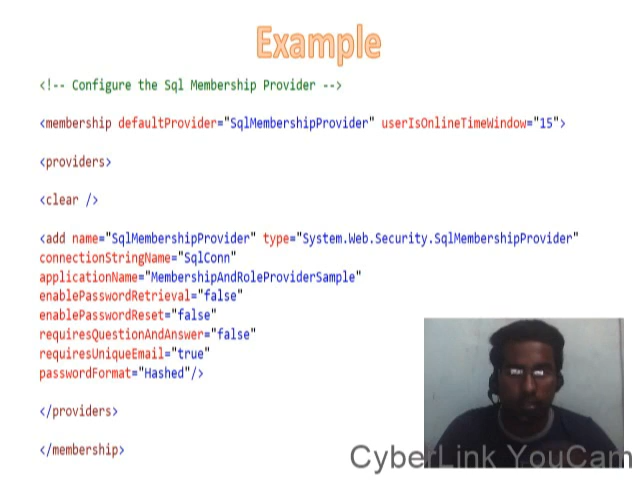 Example
<!-- Configure the Sql Membership Provider -->
<membership defaultProvider="SqlMembershipProvider" userIsOnlineTimeWindow="15">
<providers>
<clear />
<add name="SqlMembershipProvider" type="System.Web.Security.SqlMembershipProvider"
connectionStringName="SqlConn"
applicationName="MembershipAndRoleProviderSample"
enablePasswordRetrieval="false"
enablePasswordReset="false"
requiresQuestionAndAnswer="false"
requiresUniqueEmail="true"
passwordFormat="Hashed"/>
</providers>
</membership>
CyberLink YouCam